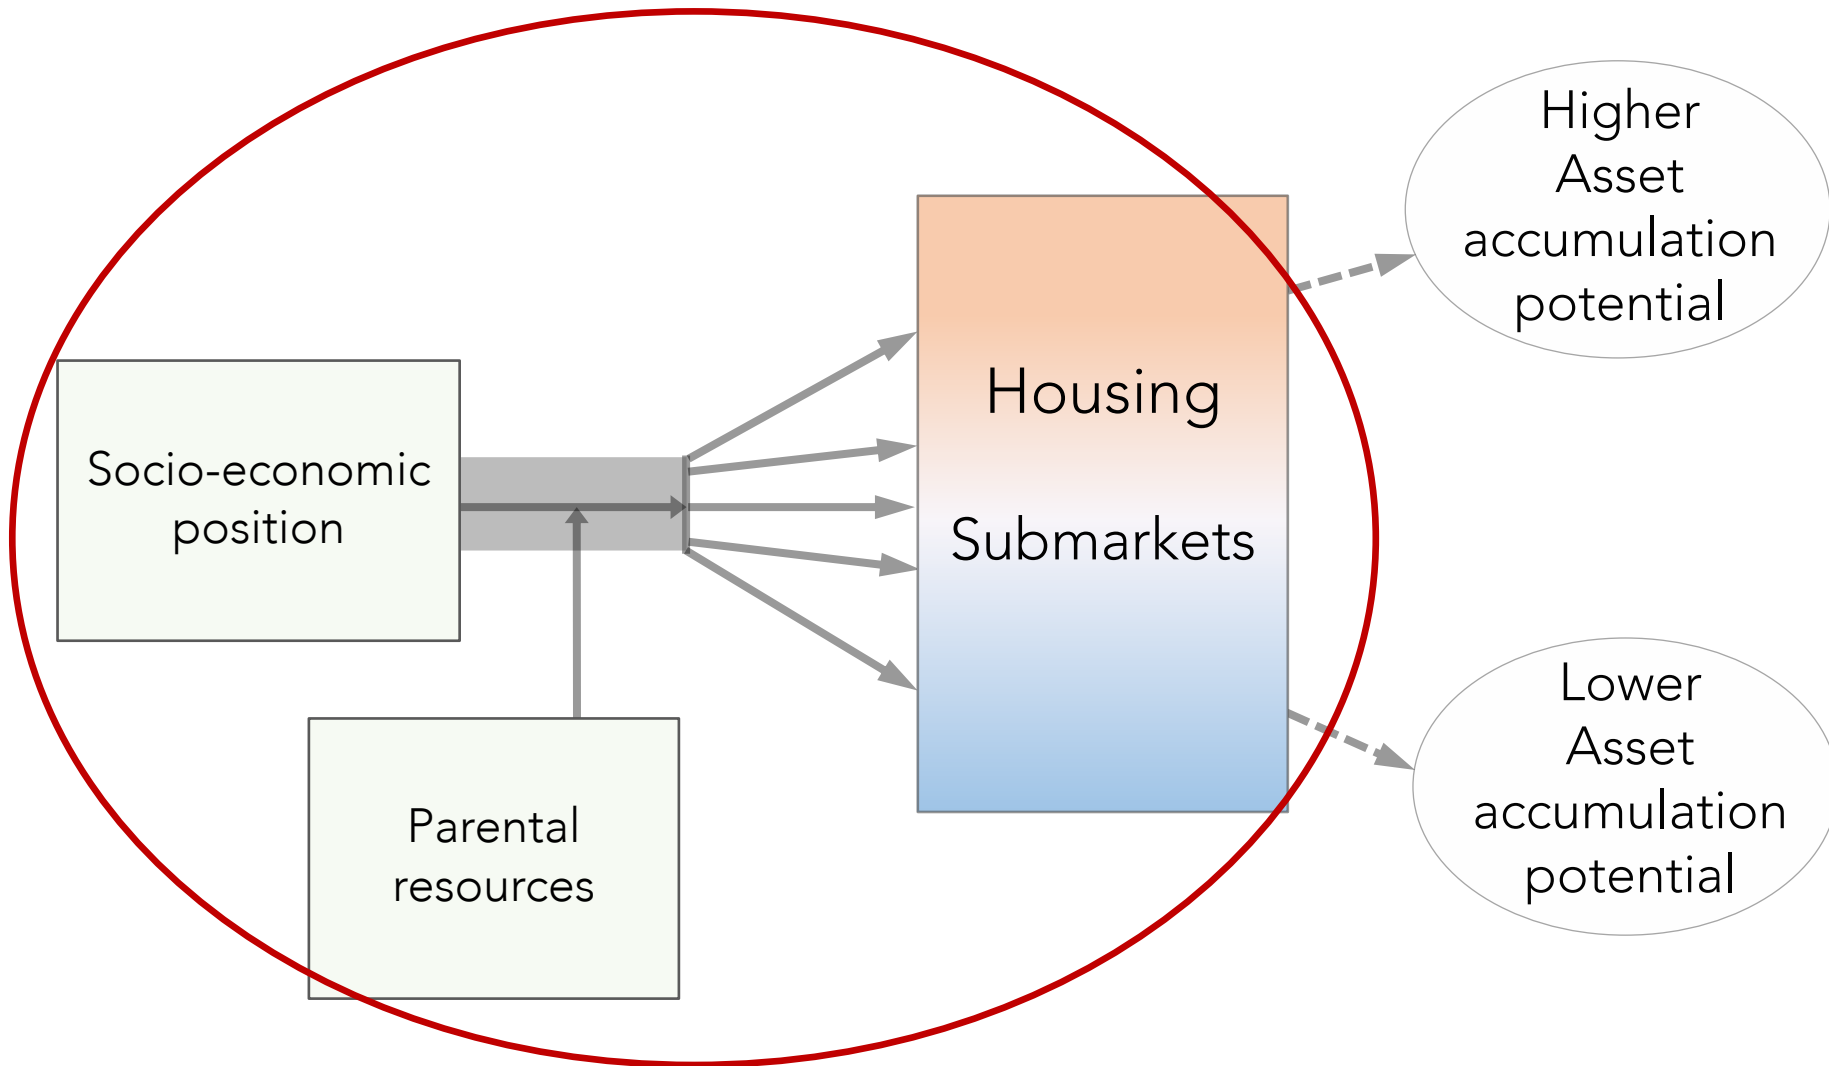 Socio-economic
position
Parental
resources
Housing
Submarkets
Higher
Asset
accumulation
potential
Lower
Asset
accumulation
potential